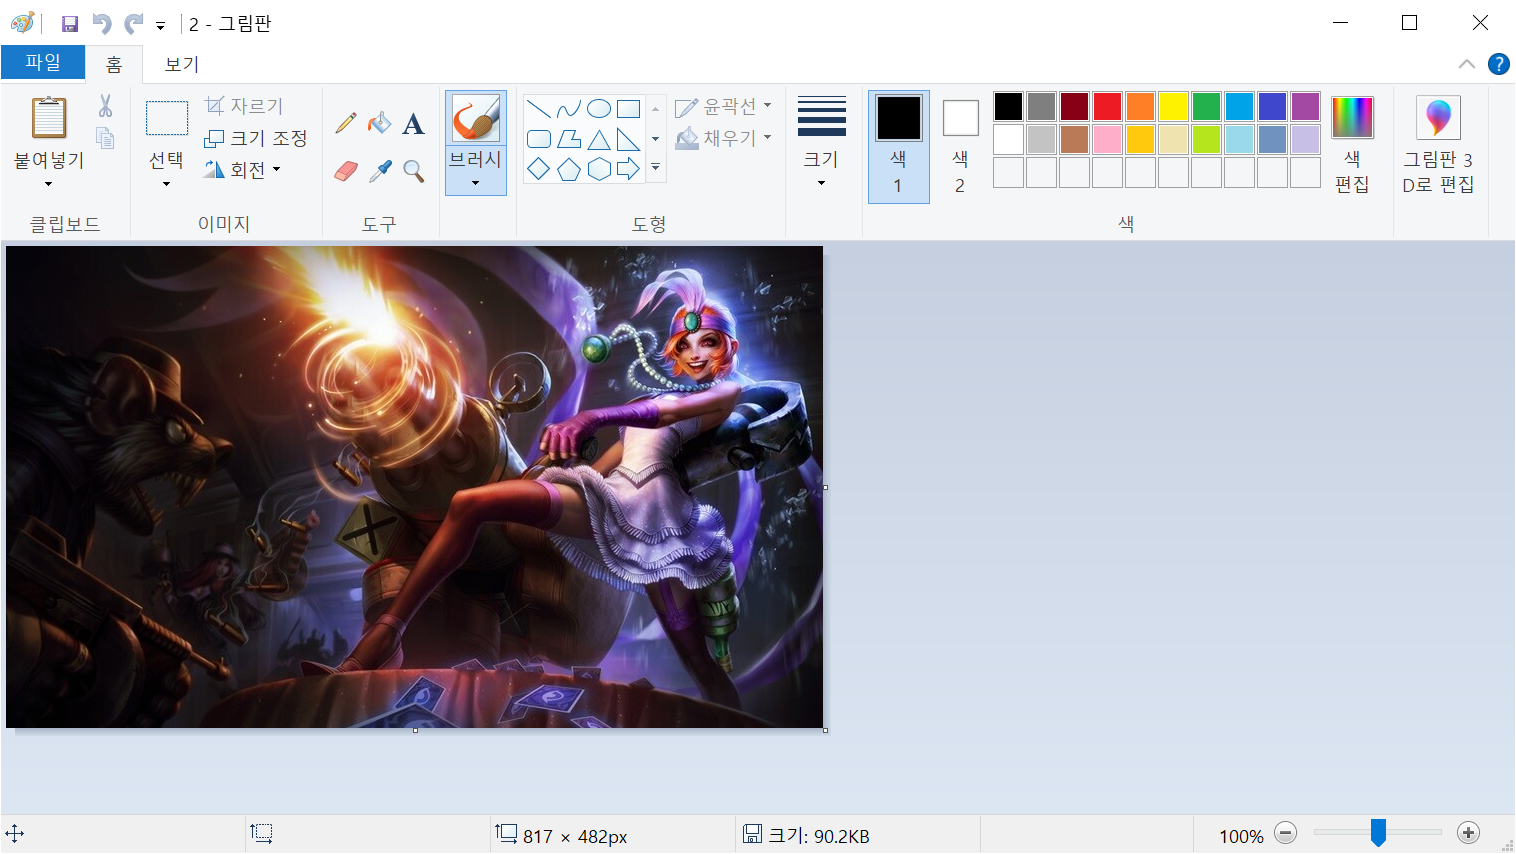 2 - 그림판
파일
홈
보기
붙여넣기
클립보드
선택
자르기
크기 조정
회전
이미지
A
도구
브러시
윤곽선
채우기
도형
크기
색
1
색
2
색
편집
색
그림판 3
D로 편집
817 × 482px
크기: 90.2KB
100%